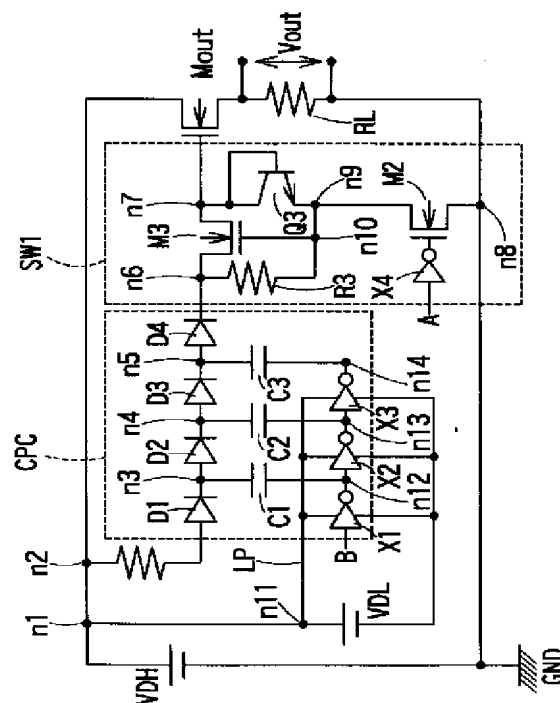 SW1
CPC
n1
n2
n3
n4
n5
n6
n7
Mout
Vout
RL
D1
D2
D3
D4
M3
Q3
n9
n10
R3
M2
X4
A
n8
C1
C2
C3
LP
n11
B
X1
n12
X2
n13
X3
n14
VDH
VDL
GND